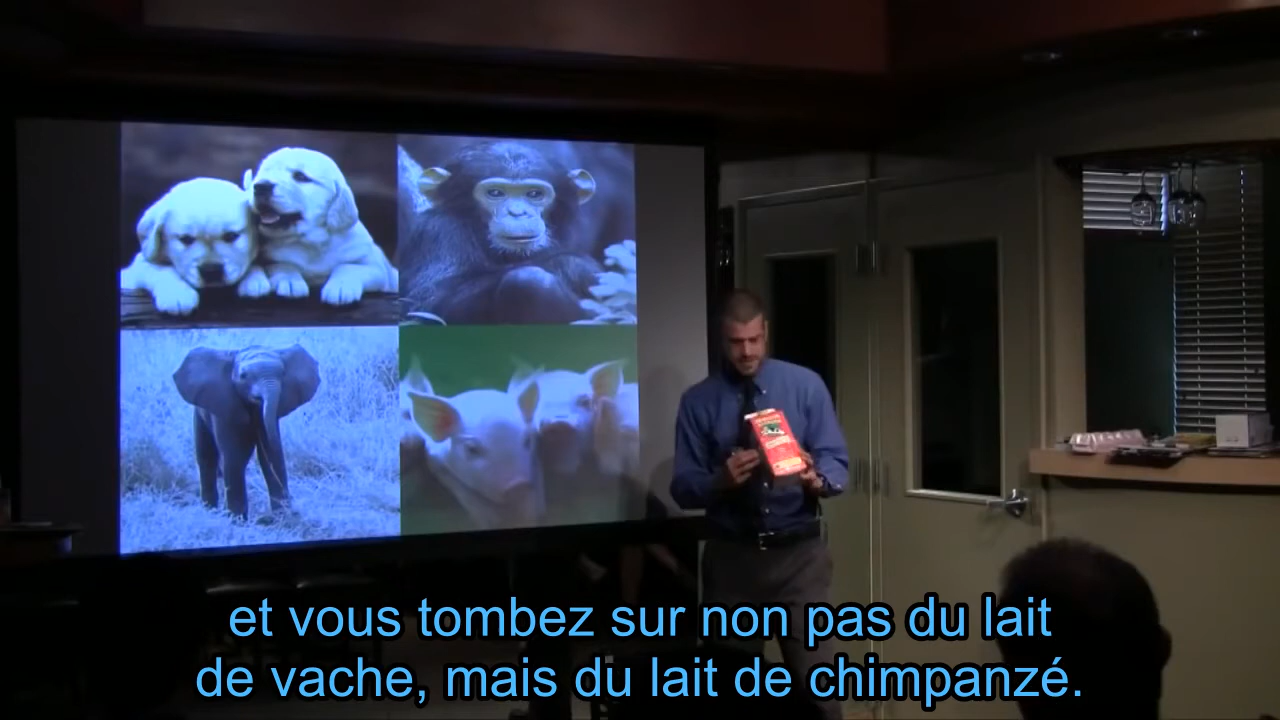 et vous tombez sur non pas du lait
de vache, mais du lait de chimpanzé.